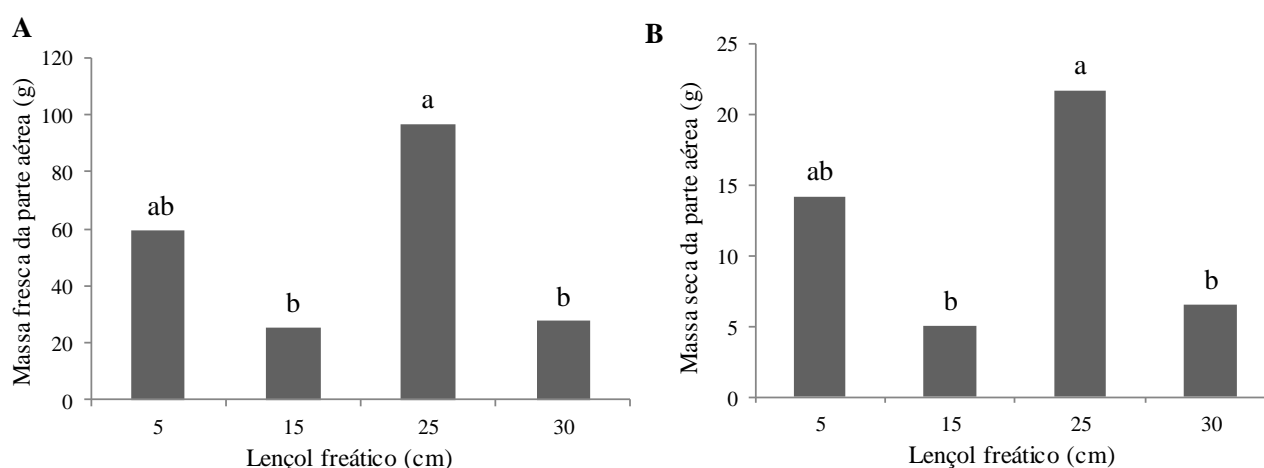 A
Massa fresca da parte aérea (g)
120
100
80
60
40
20
0
ab
b
a
b
5
15
25
30
Lençol freático (cm)
B
Massa seca da parte aérea (g)
25
20
15
10
5
0
ab
b
a
b
5
15
25
30
Lençol freático (cm)